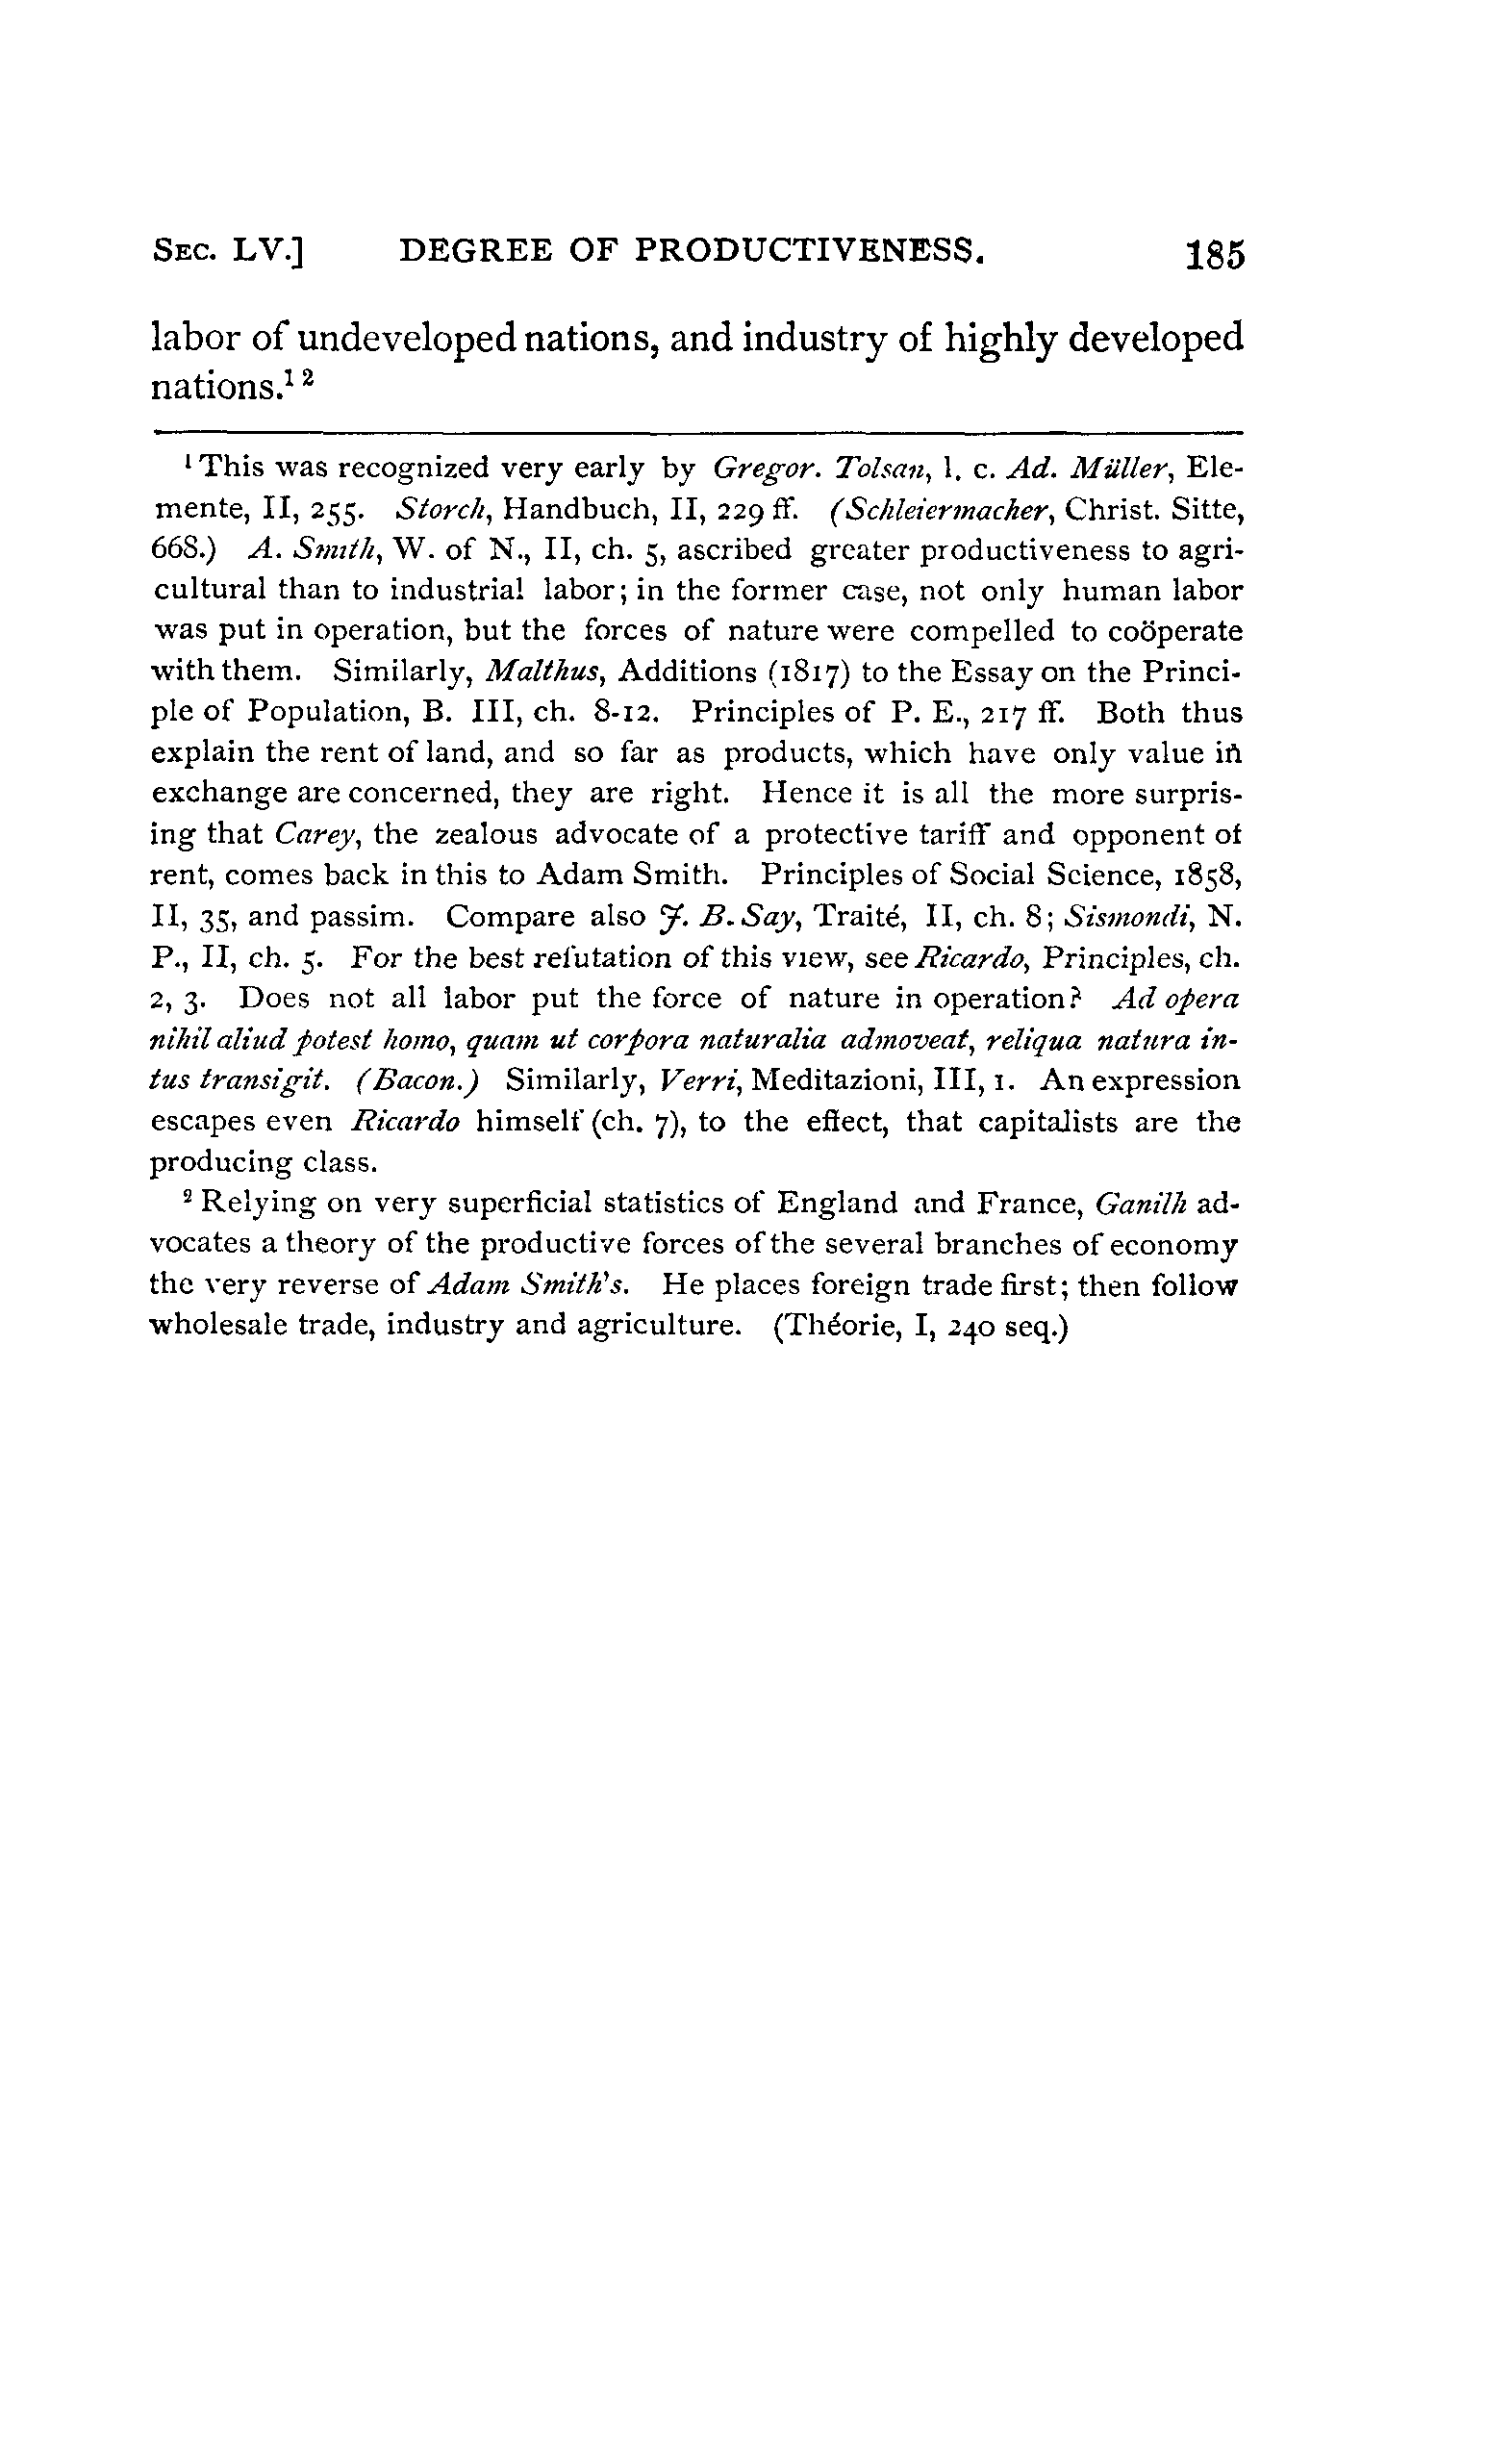 SEC. LV.] DEGREE OF PRODUCTIVENESS. 185
labor of undeveloped nations, and industry of highly developed
nations.¹ ²
¹ This was recognized very early by Gregor. Tolsan, l. c. Ad. Müller, Ele-
mente, II, 255. Storch, Handbuch, II, 229 ff. (Schleiermacher, Christ. Sitte,
668.) A. Smith, W. of N., II, ch. 5, ascribed greater productiveness to agri-
cultural than to industrial labor; in the former case, not only human labor
was put in operation, but the forces of nature were compelled to coöperate
with them. Similarly, Malthus, Additions (1817) to the Essay on the Princi-
ple of Population, B. III, ch. 8-12. Principles of P. E., 217 ff. Both thus
explain the rent of land, and so far as products, which have only value in
exchange are concerned, they are right. Hence it is all the more surpris-
ing that Carey, the zealous advocate of a protective tariff and opponent of
rent, comes back in this to Adam Smith. Principles of Social Science, 1858,
II, 35, and passim. Compare also J. B. Say, Traité, II, ch. 8; Sismondi, N.
P., II, ch. 5. For the best refutation of this view, see Ricardo, Principles, ch.
2, 3. Does not all labor put the force of nature in operation? Ad opera
nihil aliud potest homo, quam ut corpora naturalia admoveat, reliqua natura in-
tus transigit. (Bacon.) Similarly, Verri, Meditazioni, III, 1. An expression
escapes even Ricardo himself (ch. 7), to the effect, that capitalists are the
producing class.
² Relying on very superficial statistics of England and France, Ganilh ad-
vocates a theory of the productive forces of the several branches of economy
the very reverse of Adam Smith's. He places foreign trade first; then follow
wholesale trade, industry and agriculture. (Théorie, I, 240 seq.)